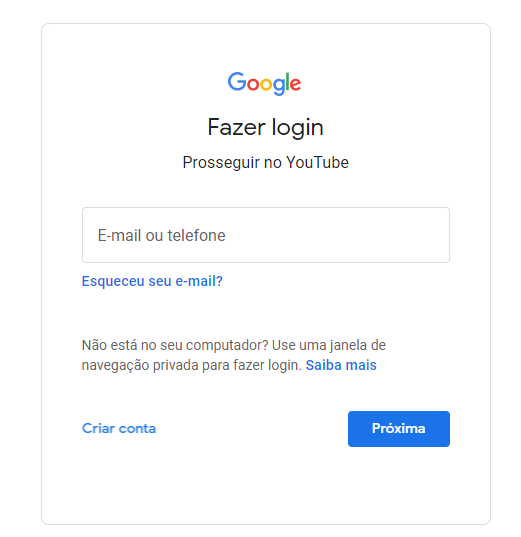 Google
Fazer login
Prosseguir no YouTube
E-mail ou telefone
Esqueceu seu e-mail?
Não está no seu computador? Use uma janela de
navegação privada para fazer login. Saiba mais
Criar conta
Próxima